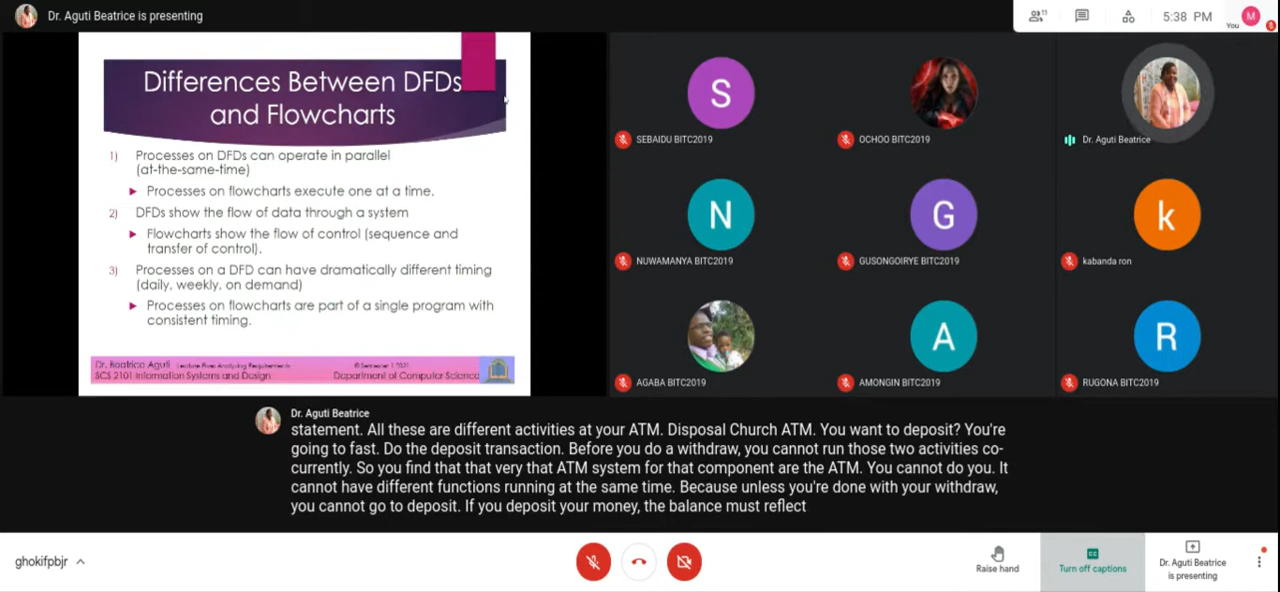 Dr. Aguti Beatrice is presenting
11
5:38 PM
You
M
Differences Between DFDs
and Flowcharts
1) Processes on DFDs can operate in parallel
(at-the-same-time)
Processes on flowcharts execute one at a time.
2) DFDs show the flow of data through a system
Flowcharts show the flow of control (sequence and
transfer of control).
3) Processes on a DFD can have dramatically different timing
(daily, weekly, on demand)
Processes on flowcharts are part of a single program with
consistent timing.
Dr. Beatrice Aguti Lecture Five: Analyzing Requirements © Semester 1 2021
SCS 2101 Information Systems and Design Department of Computer Science
S
SEBAIDU BITC2019
OCHOO BITC2019
Dr. Aguti Beatrice
N
NUWAMANYA BITC2019
G
GUSONGOIRYE BITC2019
k
kabanda ron
AGABA BITC2019
A
AMONGIN BITC2019
R
RUGONA BITC2019
Dr. Aguti Beatrice
statement. All these are different activities at your ATM. Disposal Church ATM. You want to deposit? You're
going to fast. Do the deposit transaction. Before you do a withdraw, you cannot run those two activities co-
currently. So you find that that very that ATM system for that component are the ATM. You cannot do you. It
cannot have different functions running at the same time. Because unless you're done with your withdraw,
you cannot go to deposit. If you deposit your money, the balance must reflect
ghokifpbjr
Raise hand
CC
Turn off captions
Dr. Aguti Beatrice
is presenting